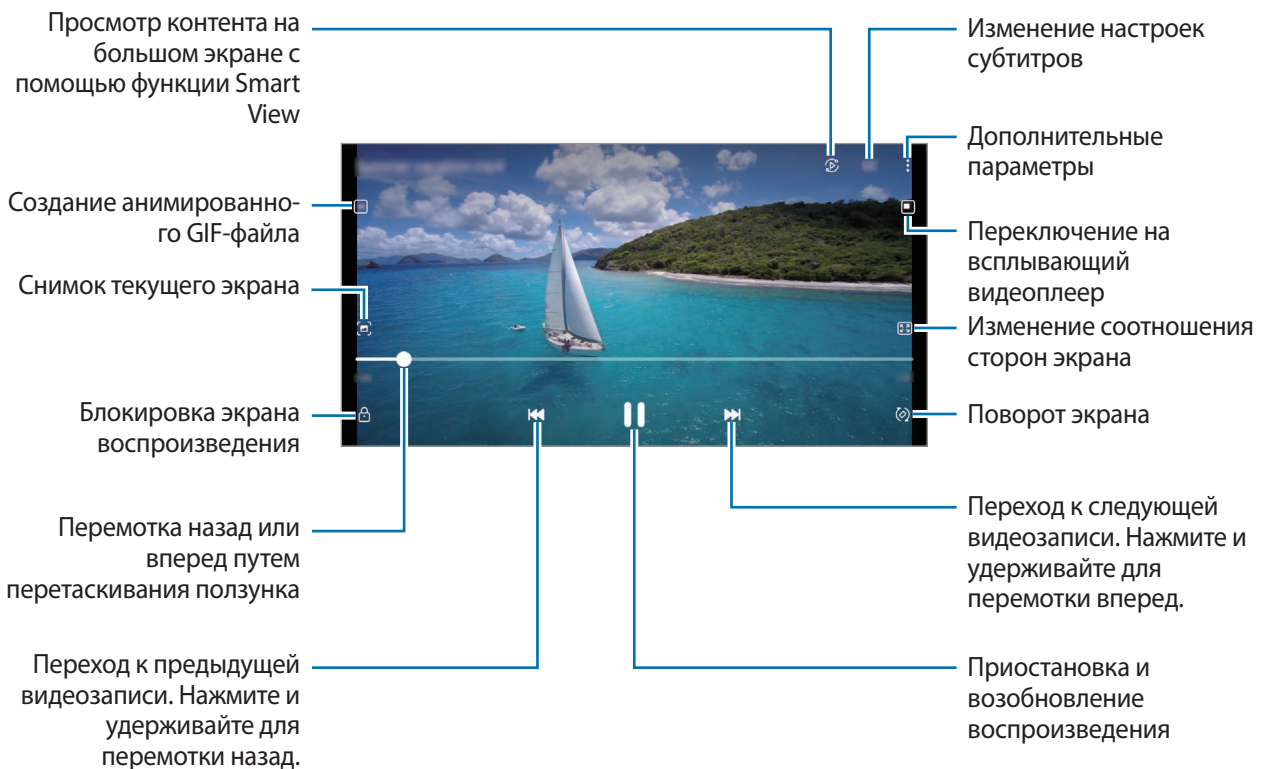 Просмотр контента на
большом экране с
помощью функции Smart
View
Создание анимированно-
го GIF-файла
Снимок текущего экрана
Блокировка экрана
воспроизведения
Перемотка назад или
вперед путем
перетаскивания ползунка
Переход к предыдущей
видеозаписи. Нажмите и
удерживайте для
перемотки назад.
Изменение настроек
субтитров
Дополнительные
параметры
Переключение на
всплывающий
видеоплеер
Изменение соотношения
сторон экрана
Поворот экрана
Переход к следующей
видеозаписи. Нажмите и
удерживайте для
перемотки вперед.
Приостановка и
возобновление
воспроизведения